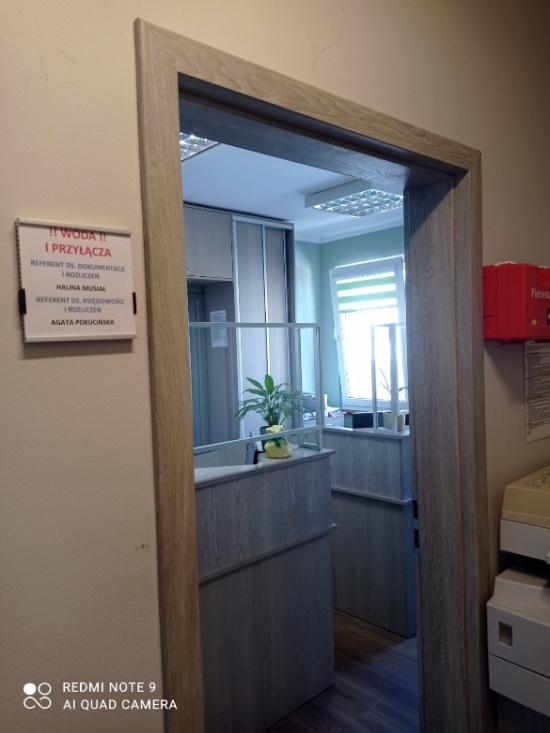 !! WODA !!
I PRZYŁĄCZA
REFERENT DS. DOKUMENTACJI
I ROZLICZEŃ
HALINA MUSIAŁ
REFERENT DS. KSIĘGOWOŚCI
I ROZLICZEŃ
AGATA POKUCIŃSKA
Pierwsza
REDMI NOTE 9
AI QUAD CAMERA